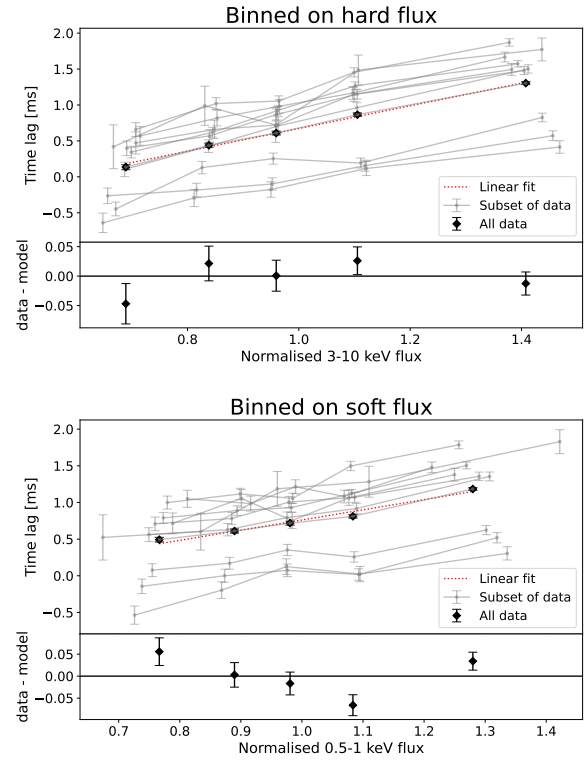 Binned on hard flux
2.0
1.5
1.0
0.5
0.0
−0.5
Time lag [ms]
Linear fit
Subset of data
All data
0.05
0.00
−0.05
data - model
0.8
1.0
1.2
1.4
Normalised 3-10 keV flux
Binned on soft flux
2.0
1.5
1.0
0.5
0.0
−0.5
Time lag [ms]
Linear fit
Subset of data
All data
0.05
0.00
−0.05
data - model
0.7
0.8
0.9
1.0
1.1
1.2
1.3
1.4
Normalised 0.5-1 keV flux